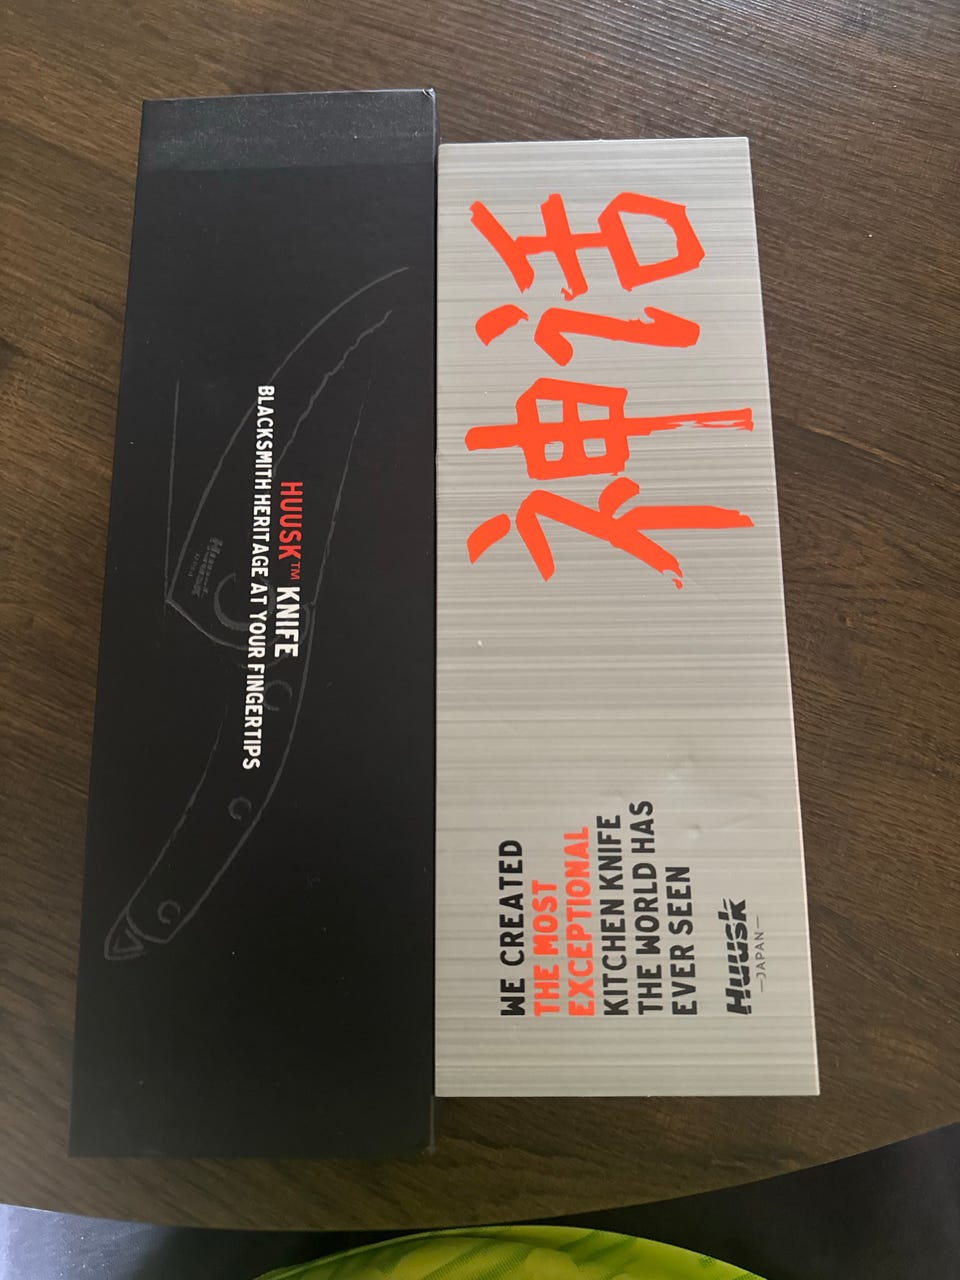 HUUSK™ KNIFE
BLACKSMITH HERITAGE AT YOUR FINGERTIPS
Huusk
神话
WE CREATED
THE MOST
EXCEPTIONAL
KITCHEN KNIFE
THE WORLD HAS
EVER SEEN
Huusk
—JAPAN—